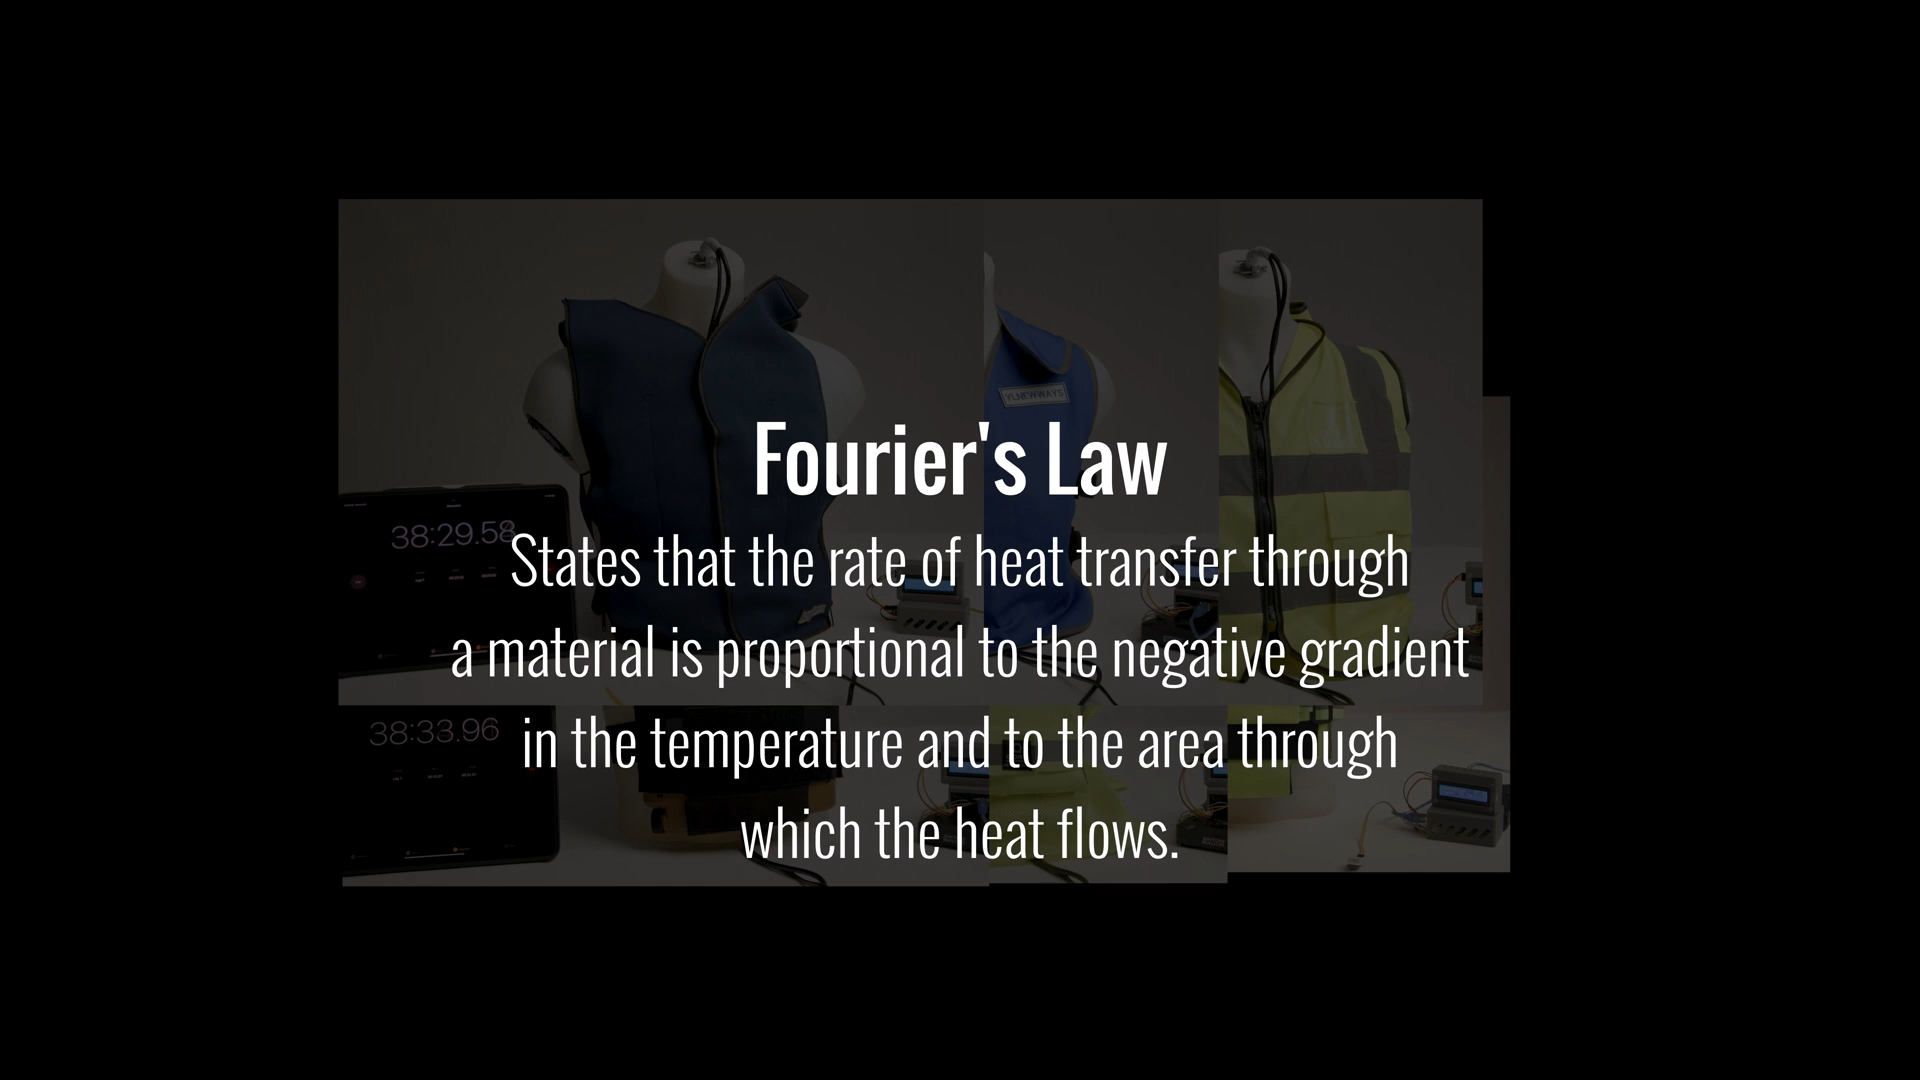 YLNEWWAYS
Fourier's Law
38:29.58
States that the rate of heat transfer through
a material is proportional to the negative gradient
38:33.96
in the temperature and to the area through
which the heat flows.